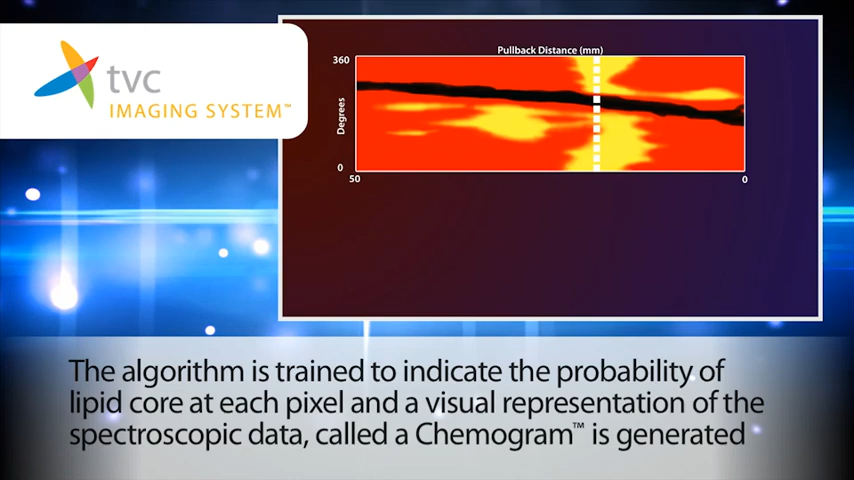 tvc
IMAGING SYSTEM™
Pullback Distance (mm)
360
Degrees
0
50
0
The algorithm is trained to indicate the probability of
lipid core at each pixel and a visual representation of the
spectroscopic data, called a Chemogram™ is generated